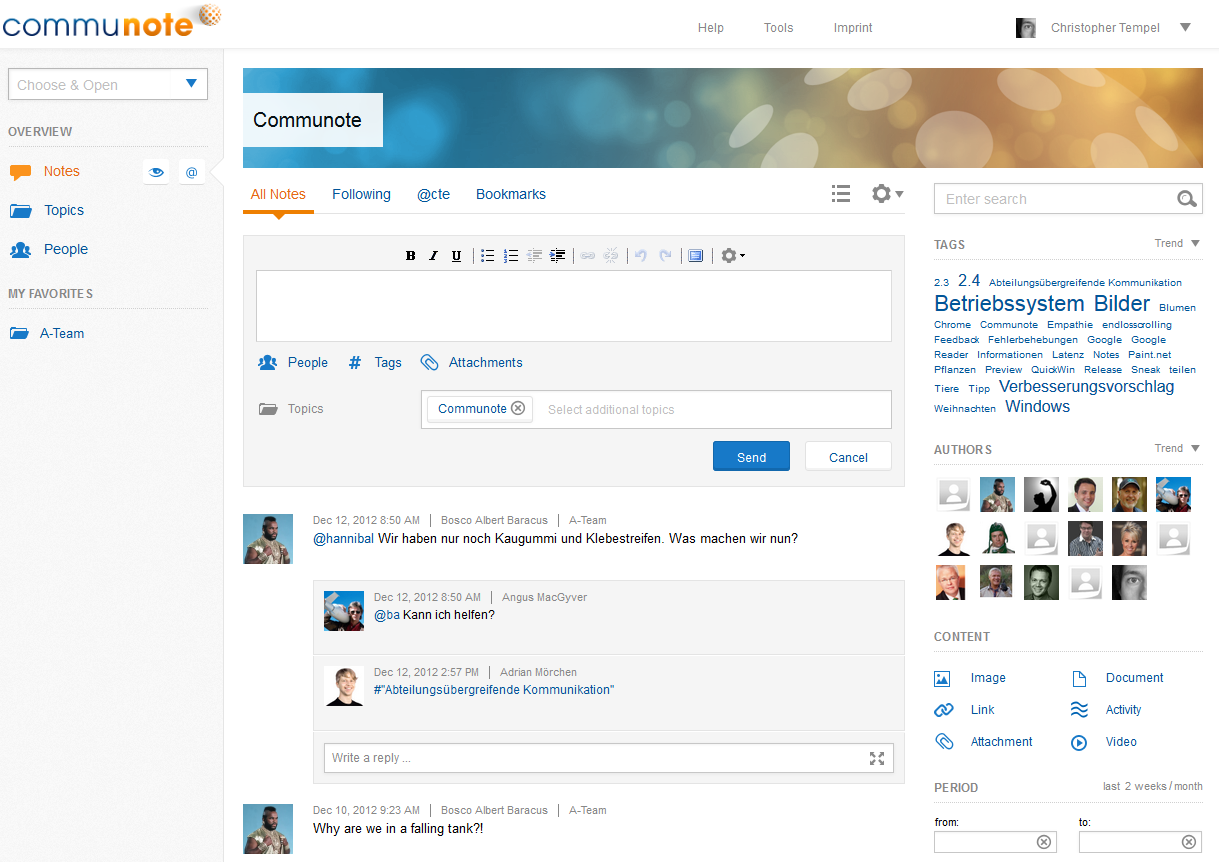 communote
Help Tools Imprint Christopher Tempel
Choose & Open
OVERVIEW
Notes @
Topics
People
MY FAVORITES
A-Team
Communote
All Notes Following @cte Bookmarks
B I U
People # Tags Attachments
Topics Communote Select additional topics
Send Cancel
Dec 12, 2012 8:50 AM | Bosco Albert Baracus | A-Team
@hannibal Wir haben nur noch Kaugummi und Klebestreifen. Was machen wir nun?
Dec 12, 2012 8:50 AM | Angus MacGyver
@ba Kann ich helfen?
Dec 12, 2012 2:57 PM | Adrian Mörchen
#"Abteilungsübergreifende Kommunikation"
Write a reply ...
Dec 10, 2012 9:23 AM | Bosco Albert Baracus | A-Team
Why are we in a falling tank?!
Enter search
TAGS Trend
2.3 2.4 Abteilungsübergreifende Kommunikation
Betriebssystem Bilder Blumen
Chrome Communote Empathie endlosscrolling
Feedback Fehlerbehebungen Google Google
Reader Informationen Latenz Notes Paint.net
Pflanzen Preview QuickWin Release Sneak teilen
Tiere Tipp Verbesserungsvorschlag
Weihnachten Windows
AUTHORS Trend
CONTENT
Image Document
Link Activity
Attachment Video
PERIOD last 2 weeks / month
from: to: